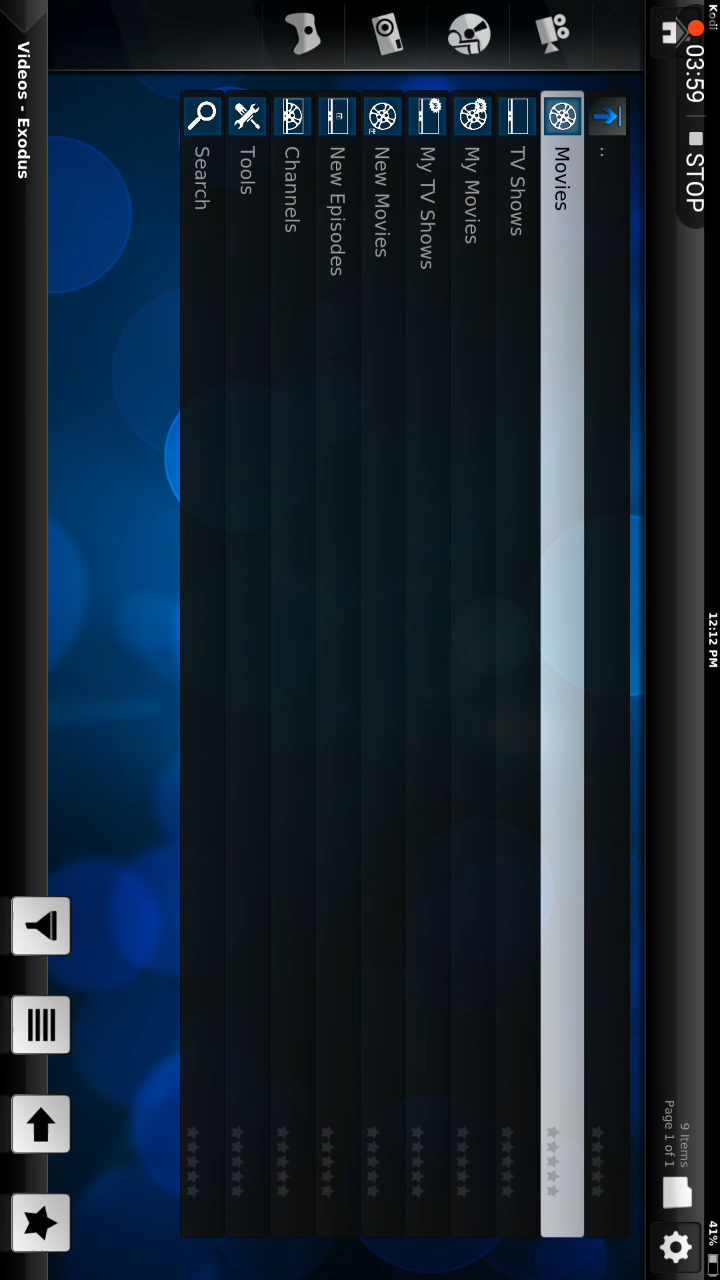 Kodi
12:12 PM
41%
03:59
STOP
9 Items
Page 1 of 1
..
Movies
TV Shows
My Movies
My TV Shows
New Movies
New Episodes
Channels
Tools
Search
Videos - Exodus